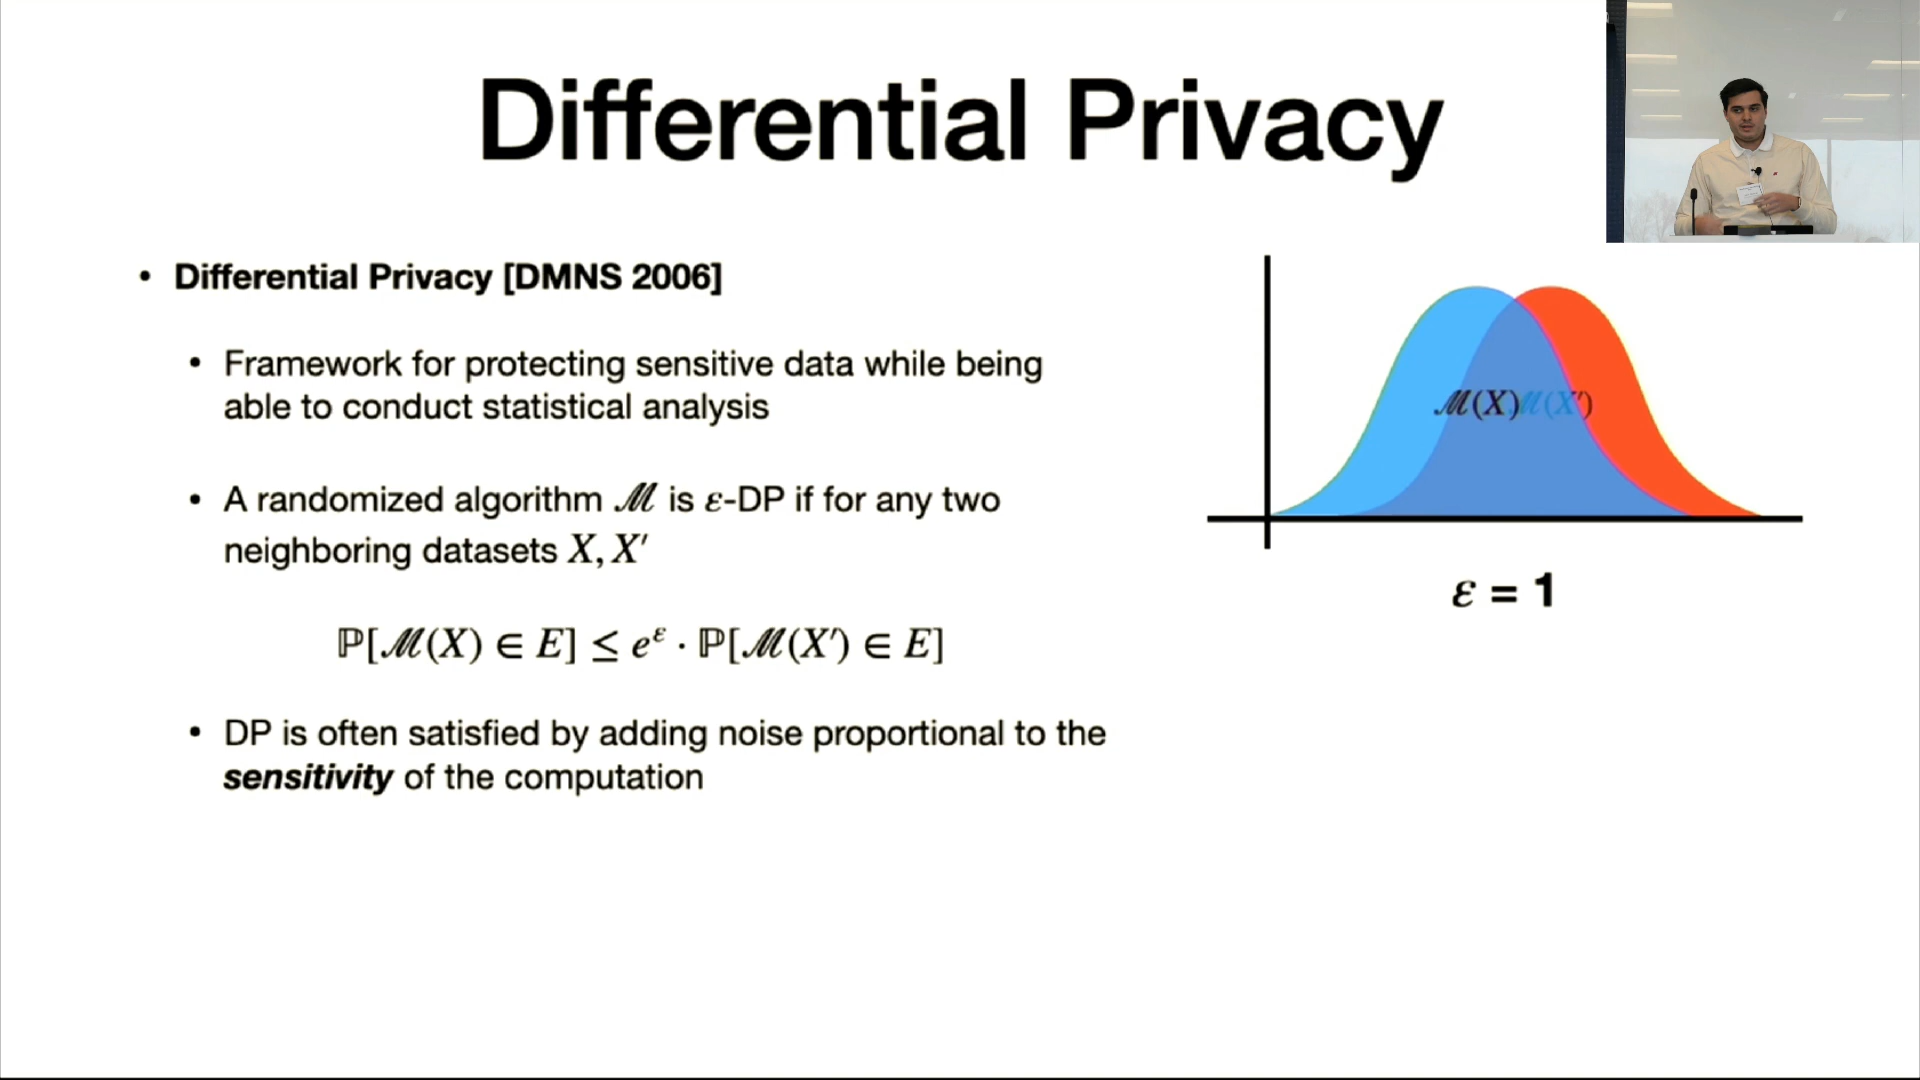 Differential Privacy
• Differential Privacy [DMNS 2006]
• Framework for protecting sensitive data while being
able to conduct statistical analysis
• A randomized algorithm ℳ is ε-DP if for any two
neighboring datasets X, X′
ℙ[ℳ(X) ∈ E] ≤ e^ε · ℙ[ℳ(X′) ∈ E]
• DP is often satisfied by adding noise proportional to the
sensitivity of the computation
ℳ(X) ℳ(X′)
ε = 1